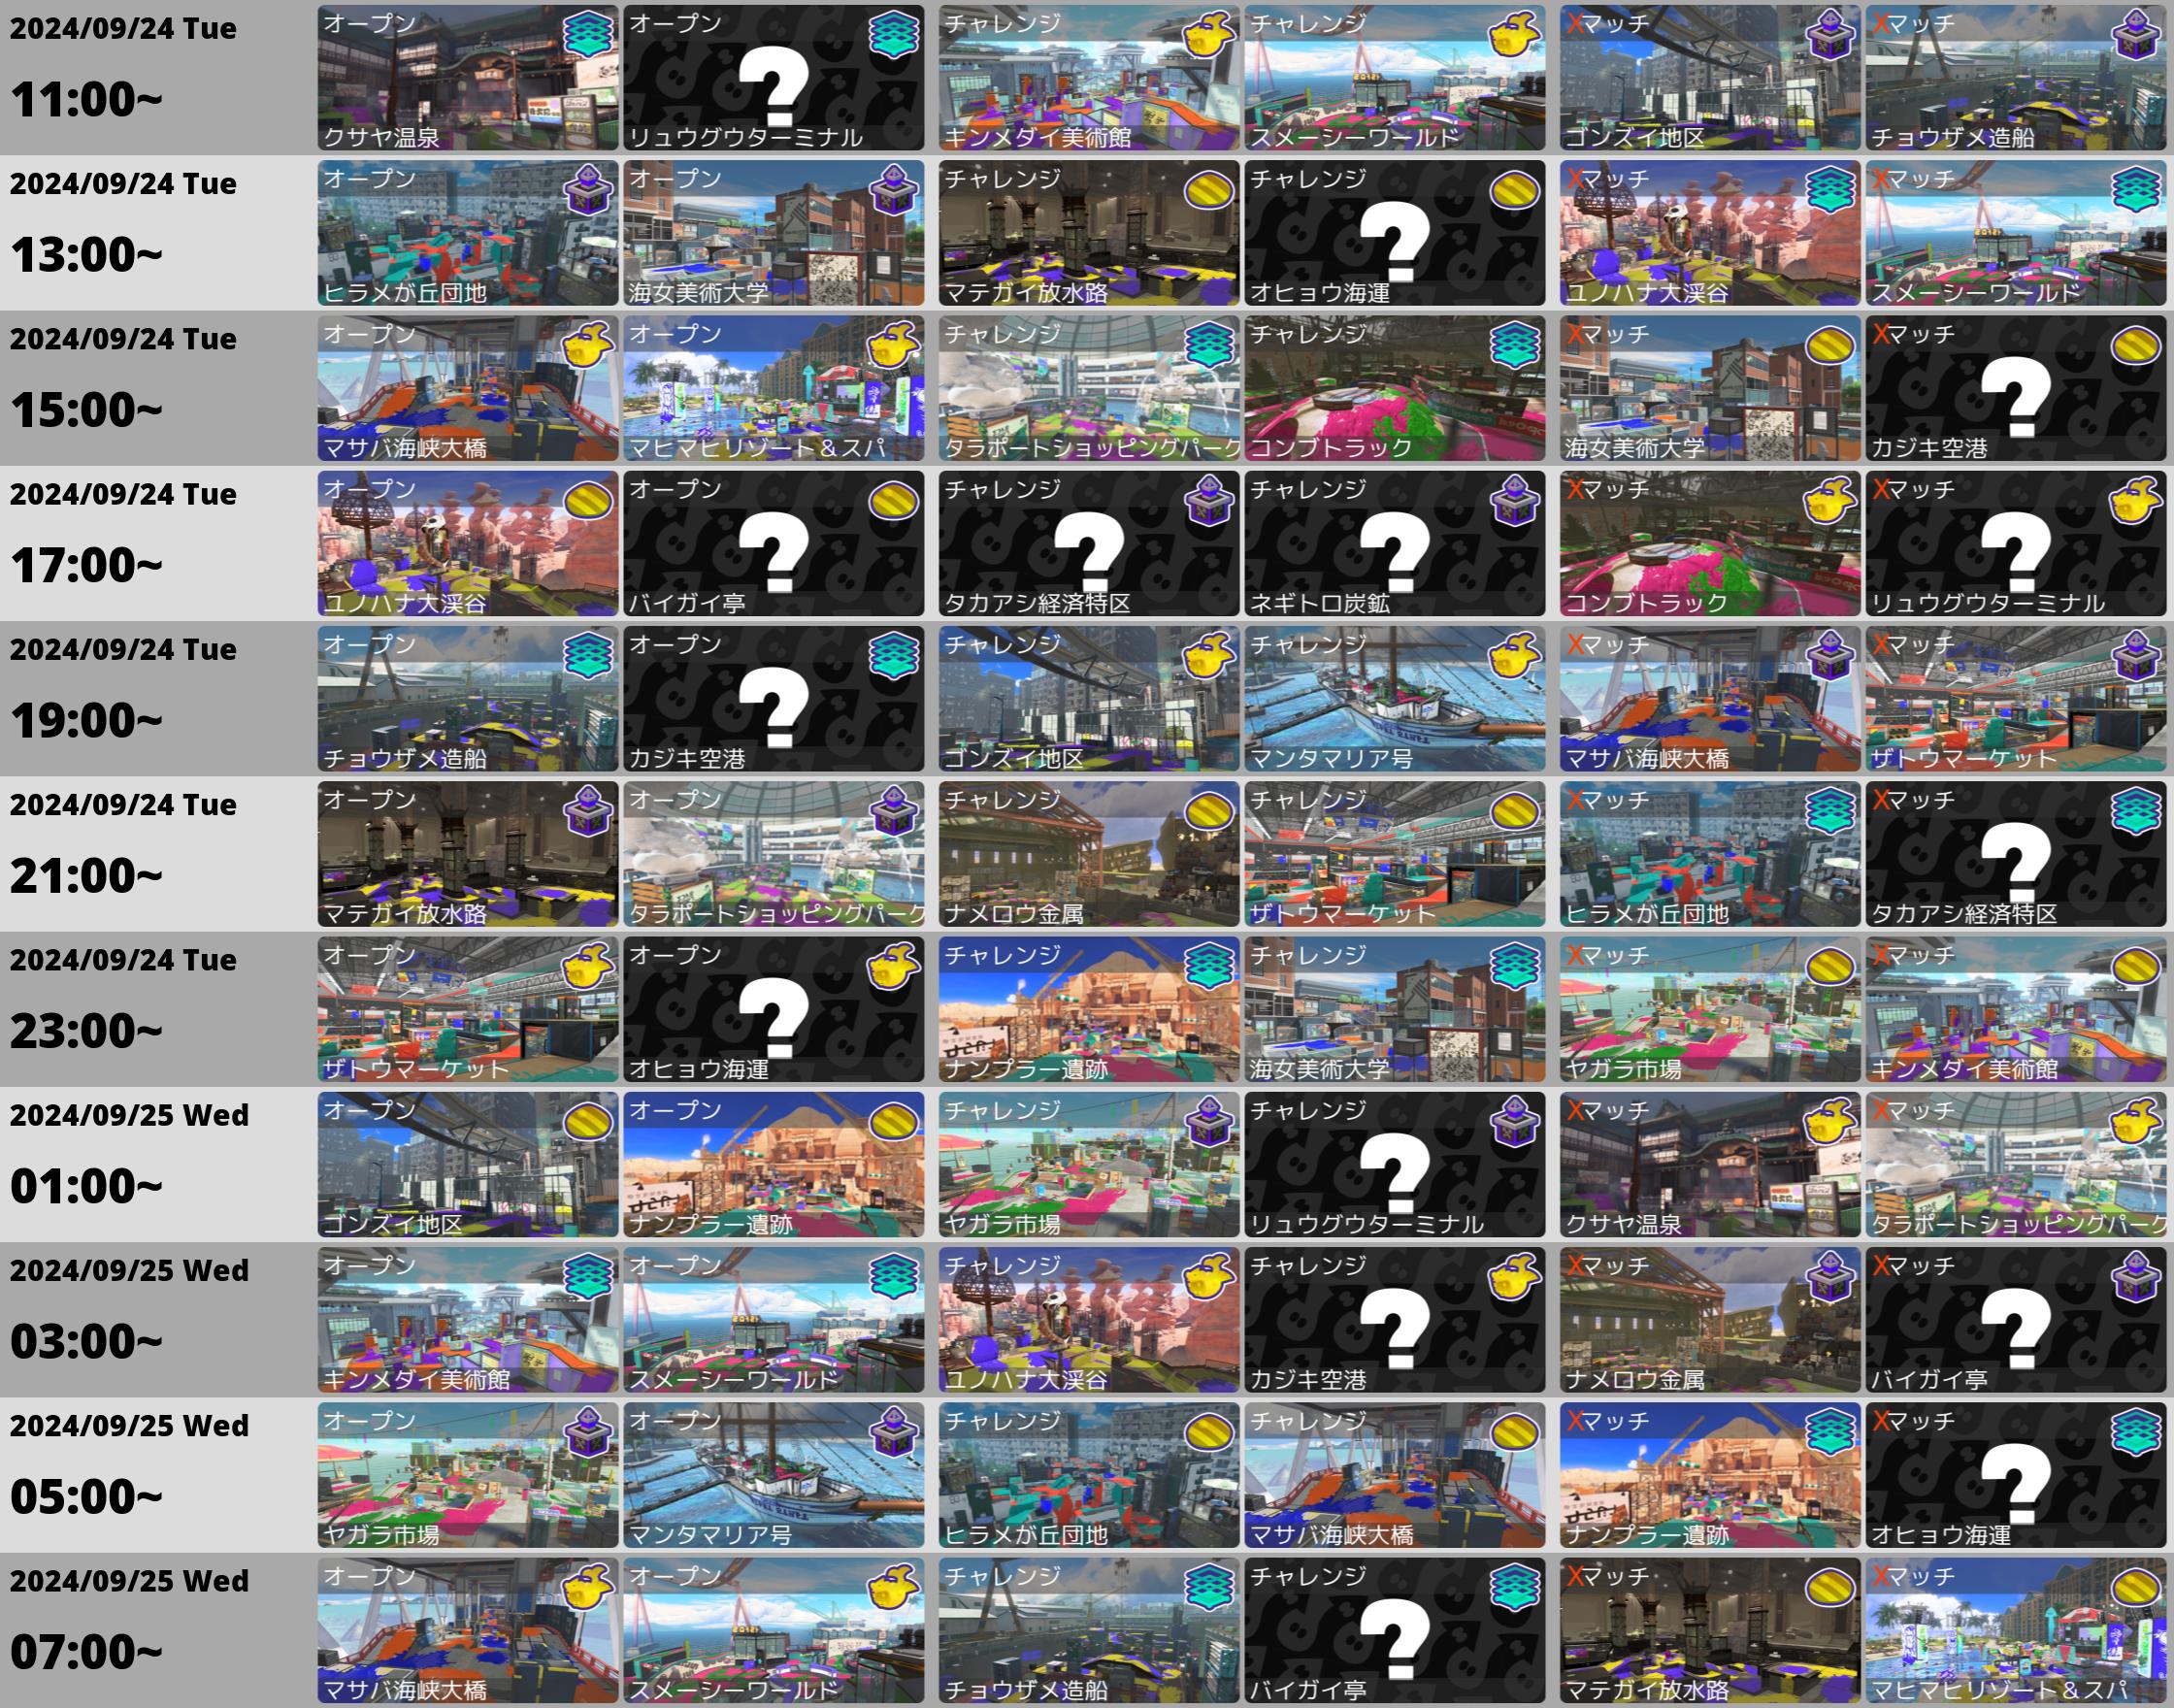 2024/09/24 Tue
11:00~
オープン
クサヤ温泉
オープン
?
リュウグウターミナル
チャレンジ
キンメダイ美術館
チャレンジ
スメーシーワールド
Xマッチ
ゴンズイ地区
Xマッチ
チョウザメ造船
2024/09/24 Tue
13:00~
オープン
ヒラメが丘団地
オープン
海女美術大学
チャレンジ
マテガイ放水路
チャレンジ
?
オヒョウ海運
Xマッチ
ユノハナ大渓谷
Xマッチ
スメーシーワールド
2024/09/24 Tue
15:00~
オープン
マサバ海峡大橋
オープン
マヒマヒリゾート&スパ
チャレンジ
タラポートショッピングパーク
チャレンジ
コンブトラック
Xマッチ
海女美術大学
Xマッチ
?
カジキ空港
2024/09/24 Tue
17:00~
オープン
ユノハナ大渓谷
オープン
?
バイガイ亭
チャレンジ
?
タカアシ経済特区
チャレンジ
?
ネギトロ炭鉱
Xマッチ
コンブトラック
Xマッチ
?
リュウグウターミナル
2024/09/24 Tue
19:00~
オープン
チョウザメ造船
オープン
?
カジキ空港
チャレンジ
ゴンズイ地区
チャレンジ
マンタマリア号
Xマッチ
マサバ海峡大橋
Xマッチ
ザトウマーケット
2024/09/24 Tue
21:00~
オープン
マテガイ放水路
オープン
タラポートショッピングパーク
チャレンジ
ナメロウ金属
チャレンジ
ザトウマーケット
Xマッチ
ヒラメが丘団地
Xマッチ
?
タカアシ経済特区
2024/09/24 Tue
23:00~
オープン
ザトウマーケット
オープン
?
オヒョウ海運
チャレンジ
ナンプラー遺跡
チャレンジ
海女美術大学
Xマッチ
ヤガラ市場
Xマッチ
キンメダイ美術館
2024/09/25 Wed
01:00~
オープン
ゴンズイ地区
オープン
ナンプラー遺跡
チャレンジ
ヤガラ市場
チャレンジ
?
リュウグウターミナル
Xマッチ
クサヤ温泉
Xマッチ
タラポートショッピングパーク
2024/09/25 Wed
03:00~
オープン
キンメダイ美術館
オープン
スメーシーワールド
チャレンジ
ユノハナ大渓谷
チャレンジ
?
カジキ空港
Xマッチ
ナメロウ金属
Xマッチ
?
バイガイ亭
2024/09/25 Wed
05:00~
オープン
ヤガラ市場
オープン
マンタマリア号
チャレンジ
ヒラメが丘団地
チャレンジ
マサバ海峡大橋
Xマッチ
ナンプラー遺跡
Xマッチ
?
オヒョウ海運
2024/09/25 Wed
07:00~
オープン
マサバ海峡大橋
オープン
スメーシーワールド
チャレンジ
チョウザメ造船
チャレンジ
?
バイガイ亭
Xマッチ
マテガイ放水路
Xマッチ
マヒマヒリゾート&スパ